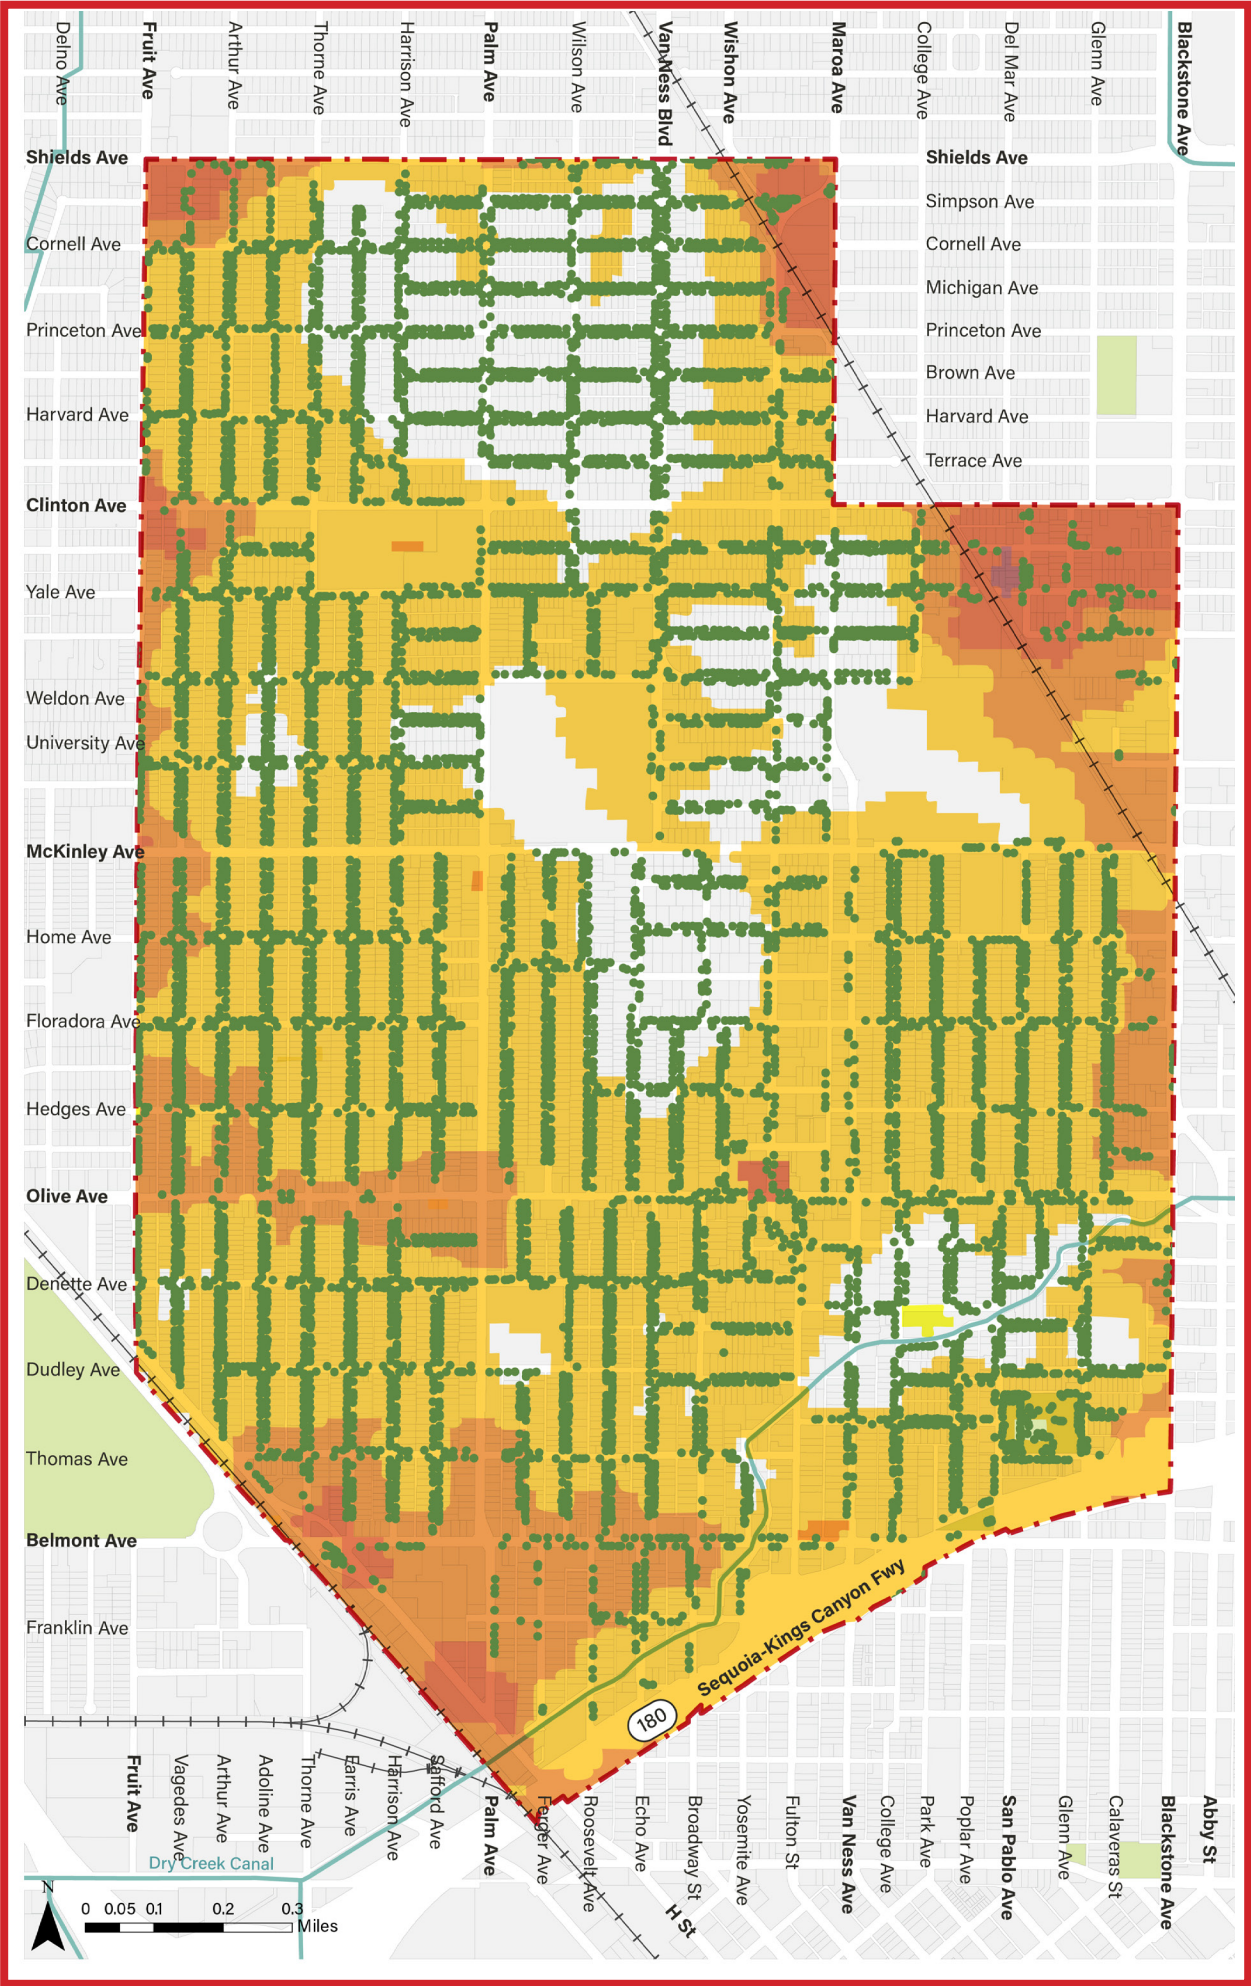 Delno Ave
Fruit Ave
Arthur Ave
Thorne Ave
Harrison Ave
Palm Ave
Wilson Ave
Van Ness Blvd
Wishon Ave
Maroa Ave
College Ave
Del Mar Ave
Glenn Ave
Blackstone Ave
Shields Ave
Shields Ave
Simpson Ave
Cornell Ave
Cornell Ave
Michigan Ave
Princeton Ave
Princeton Ave
Brown Ave
Harvard Ave
Harvard Ave
Terrace Ave
Clinton Ave
Yale Ave
Weldon Ave
University Ave
McKinley Ave
Home Ave
Floradora Ave
Hedges Ave
Olive Ave
Denette Ave
Dudley Ave
Thomas Ave
Belmont Ave
Franklin Ave
Sequoia-Kings Canyon Fwy
180
Fruit Ave
Vagedes Ave
Arthur Ave
Adoline Ave
Thorne Ave
Farris Ave
Harrison Ave
Safford Ave
Palm Ave
Ferger Ave
Roosevelt Ave
Echo Ave
Broadway St
Yosemite Ave
Fulton St
Van Ness Ave
College Ave
Park Ave
Poplar Ave
San Pablo Ave
Glenn Ave
Calaveras St
Blackstone Ave
Abby St
Dry Creek Canal
H St
N
0 0.05 0.1 0.2 0.3
Miles